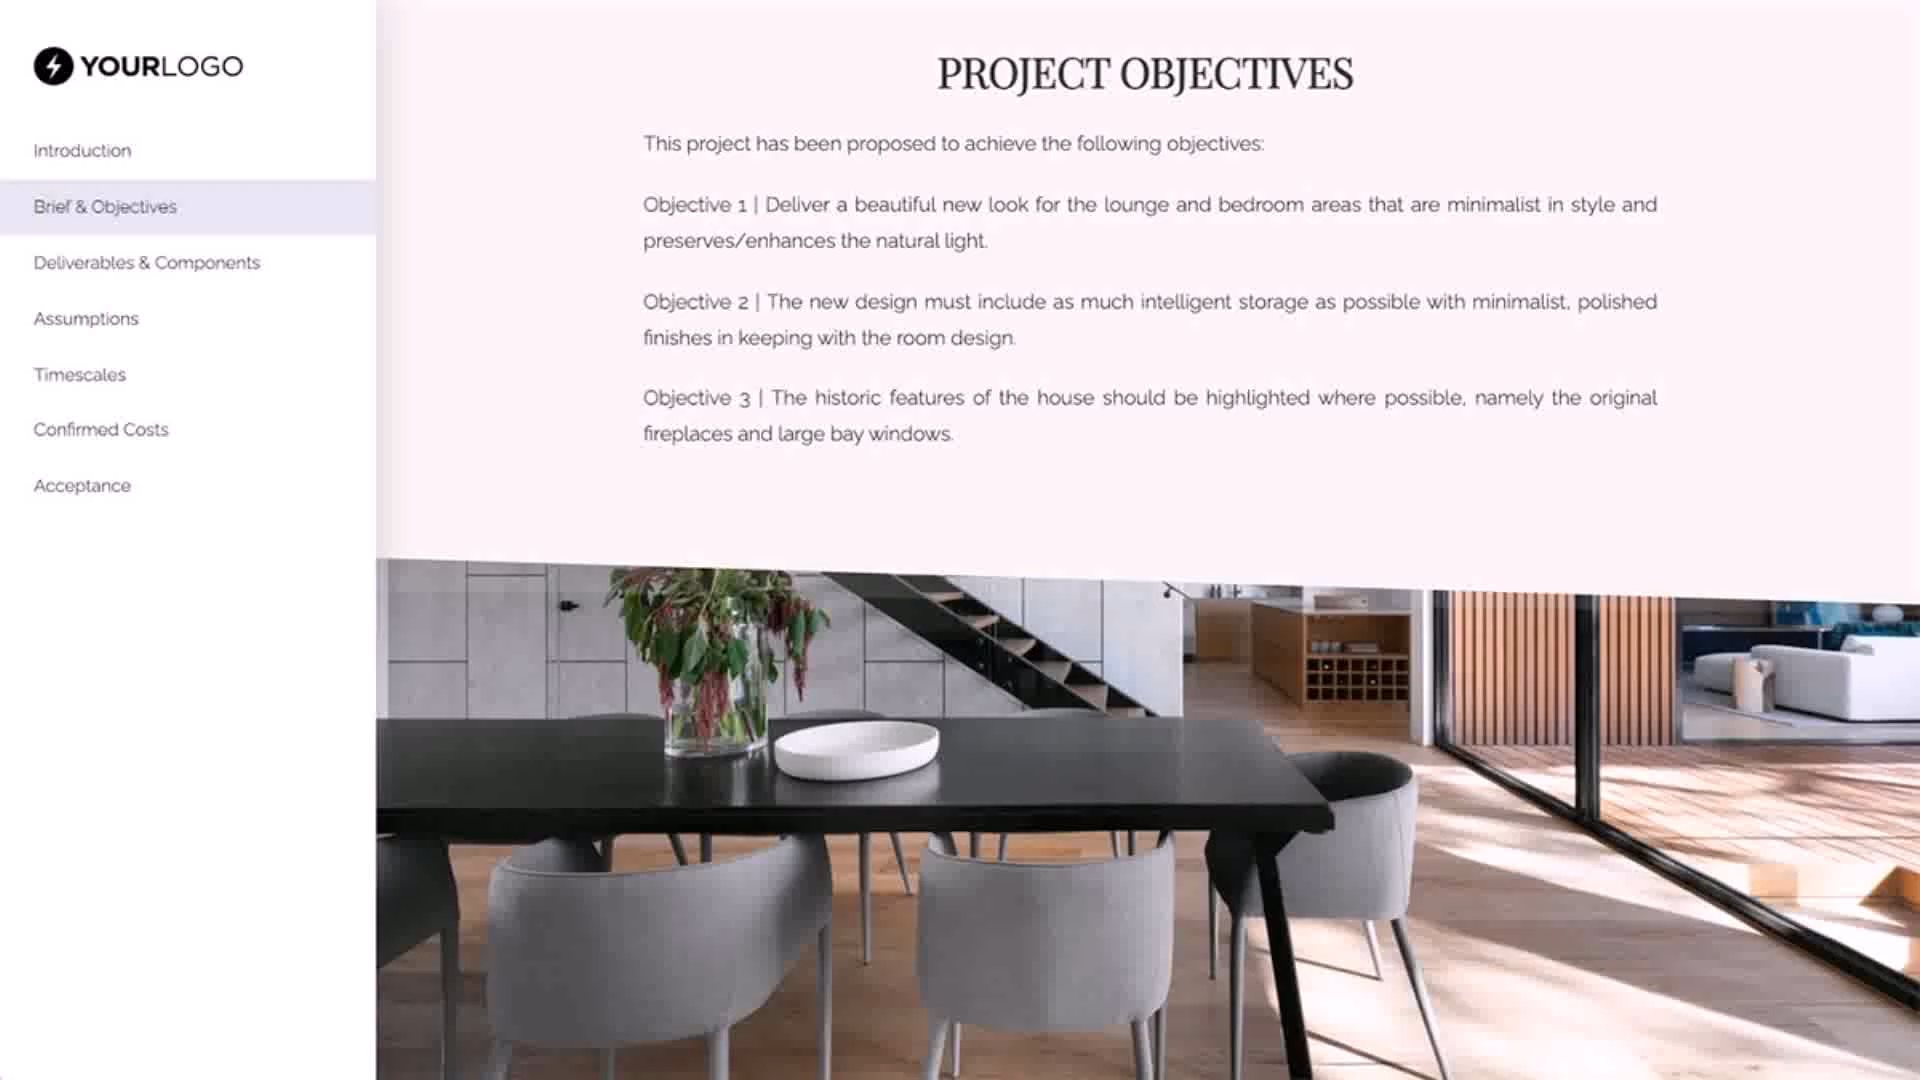 YOURLOGO
Introduction
Brief & Objectives
Deliverables & Components
Assumptions
Timescales
Confirmed Costs
Acceptance
PROJECT OBJECTIVES
This project has been proposed to achieve the following objectives:
Objective 1 | Deliver a beautiful new look for the lounge and bedroom areas that are minimalist in style and
preserves/enhances the natural light.
Objective 2 | The new design must include as much intelligent storage as possible with minimalist, polished
finishes in keeping with the room design.
Objective 3 | The historic features of the house should be highlighted where possible, namely the original
fireplaces and large bay windows.